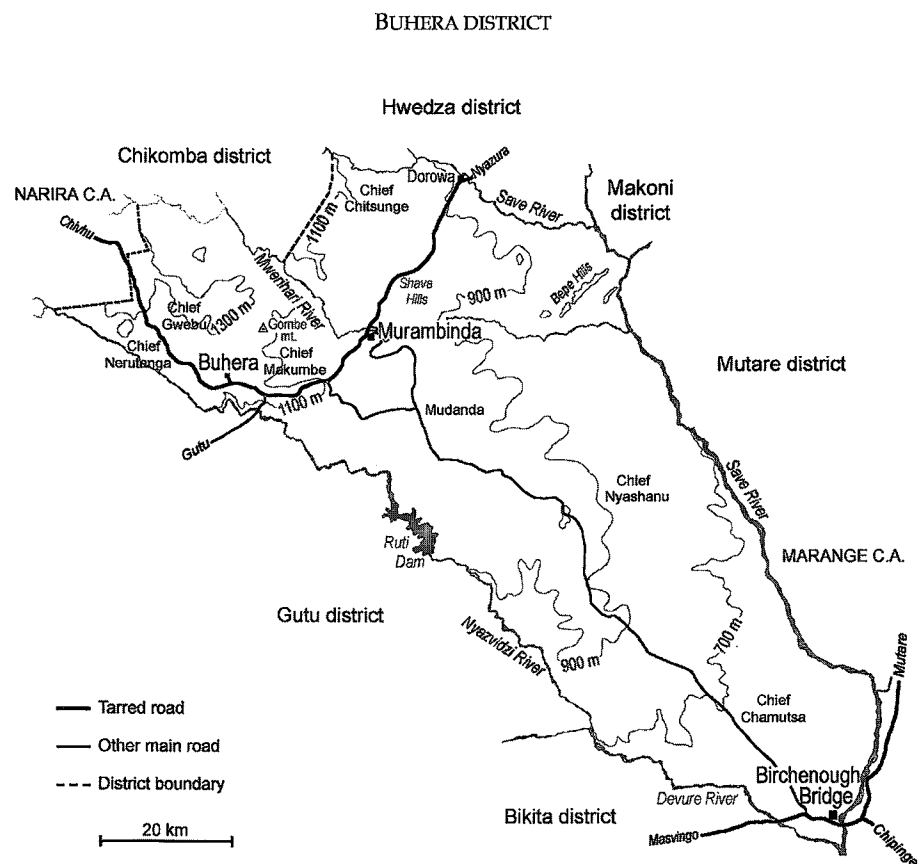 BUHERA DISTRICT
Hwedza district
Chikomba district
Dorowa
Nyazura
NARIRA C.A.
Chief
Chitsunge
Save River
Makoni
district
Chivhu
1100 m
Mwerihari River
Shava
Hills
900 m
Bepe Hills
Chief
Gwebu
1300 m
Gombe
mt.
Murambinda
Chief
Nerutanga
Buhera
Chief
Makumbe
Mutare district
1100 m
Mudanda
Gutu
Chief
Nyashanu
Save River
Ruti
Dam
MARANGE C.A.
Gutu district
Nyazvidzi River
900 m
700 m
Mutare
Tarred road
Chief
Chamutsa
Other main road
District boundary
Birchenough
Bridge
20 km
Bikita district
Devure River
Masvingo
Chipinge